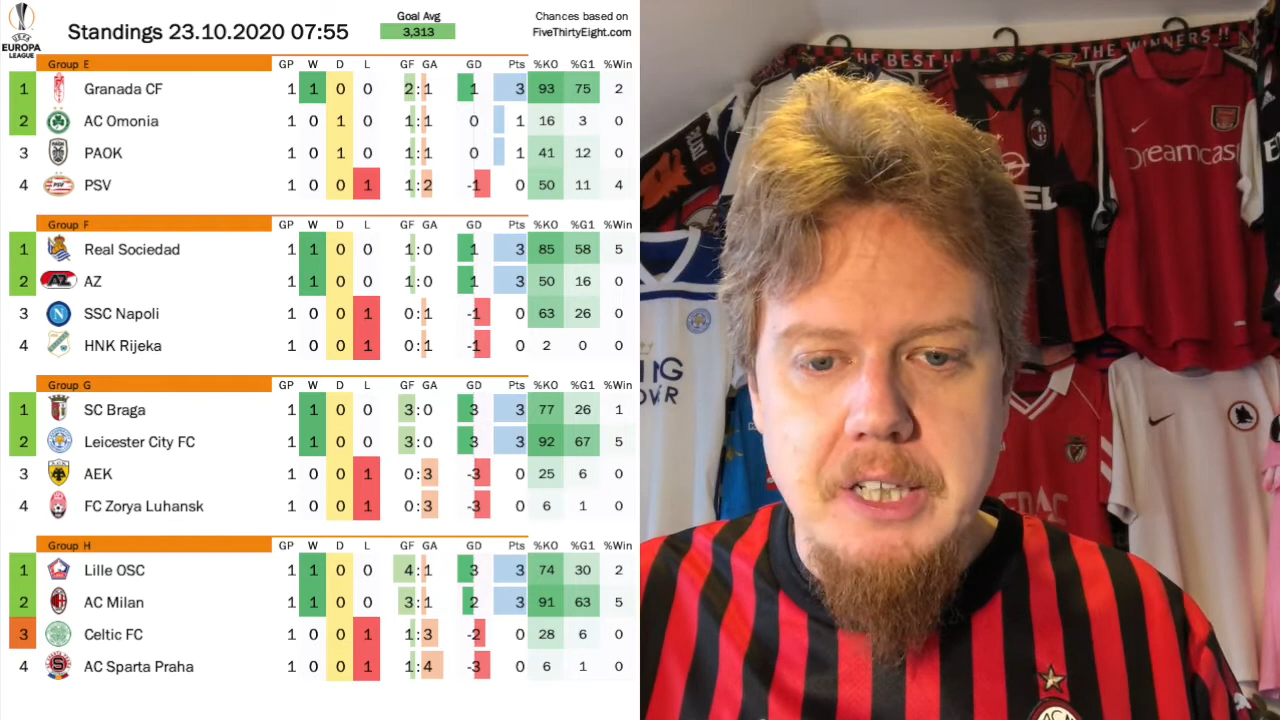 UEFA
EUROPA
LEAGUE
Standings 23.10.2020 07:55
Goal Avg
3,313
Chances based on
FiveThirtyEight.com
Group E GP W D L GF GA GD Pts %KO %G1 %Win
1 Granada CF 1 1 0 0 2:1 1 3 93 75 2
2 AC Omonia 1 0 1 0 1:1 0 1 16 3 0
3 PAOK 1 0 1 0 1:1 0 1 41 12 0
4 PSV 1 0 0 1 1:2 -1 0 50 11 4
Group F GP W D L GF GA GD Pts %KO %G1 %Win
1 Real Sociedad 1 1 0 0 1:0 1 3 85 58 5
2 AZ 1 1 0 0 1:0 1 3 50 16 0
3 SSC Napoli 1 0 0 1 0:1 -1 0 63 26 0
4 HNK Rijeka 1 0 0 1 0:1 -1 0 2 0 0
Group G GP W D L GF GA GD Pts %KO %G1 %Win
1 SC Braga 1 1 0 0 3:0 3 3 77 26 1
2 Leicester City FC 1 1 0 0 3:0 3 3 92 67 5
3 AEK 1 0 0 1 0:3 -3 0 25 6 0
4 FC Zorya Luhansk 1 0 0 1 0:3 -3 0 6 1 0
Group H GP W D L GF GA GD Pts %KO %G1 %Win
1 Lille OSC 1 1 0 0 4:1 3 3 74 30 2
2 AC Milan 1 1 0 0 3:1 2 3 91 63 5
3 Celtic FC 1 0 0 1 1:3 -2 0 28 6 0
4 AC Sparta Praha 1 0 0 1 1:4 -3 0 6 1 0
THE BEST !!
THE WINNERS !!
Dreamcas
NG
ACM